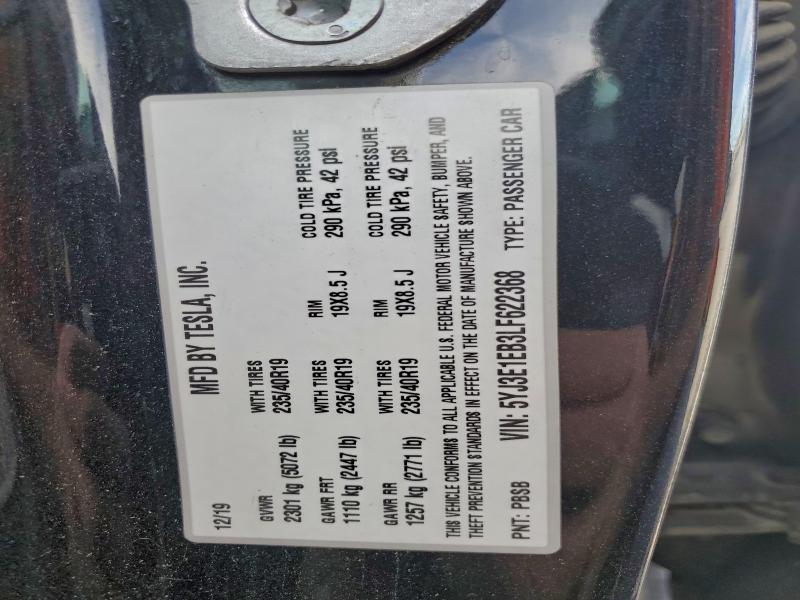 MFD BY TESLA, INC.
12/19
GVWR WITH TIRES
2301 kg (5072 lb) 235/40R19
GAWR FRT WITH TIRES RIM COLD TIRE PRESSURE
1110 kg (2447 lb) 235/40R19 19X8.5 J 290 kPa, 42 psi
GAWR RR WITH TIRES RIM COLD TIRE PRESSURE
1257 kg (2771 lb) 235/40R19 19X8.5 J 290 kPa, 42 psi
THIS VEHICLE CONFORMS TO ALL APPLICABLE U.S. FEDERAL MOTOR VEHICLE SAFETY, BUMPER, AND
THEFT PREVENTION STANDARDS IN EFFECT ON THE DATE OF MANUFACTURE SHOWN ABOVE.
PNT: PBSB VIN: 5YJ3E1EB3LF622368 TYPE: PASSENGER CAR